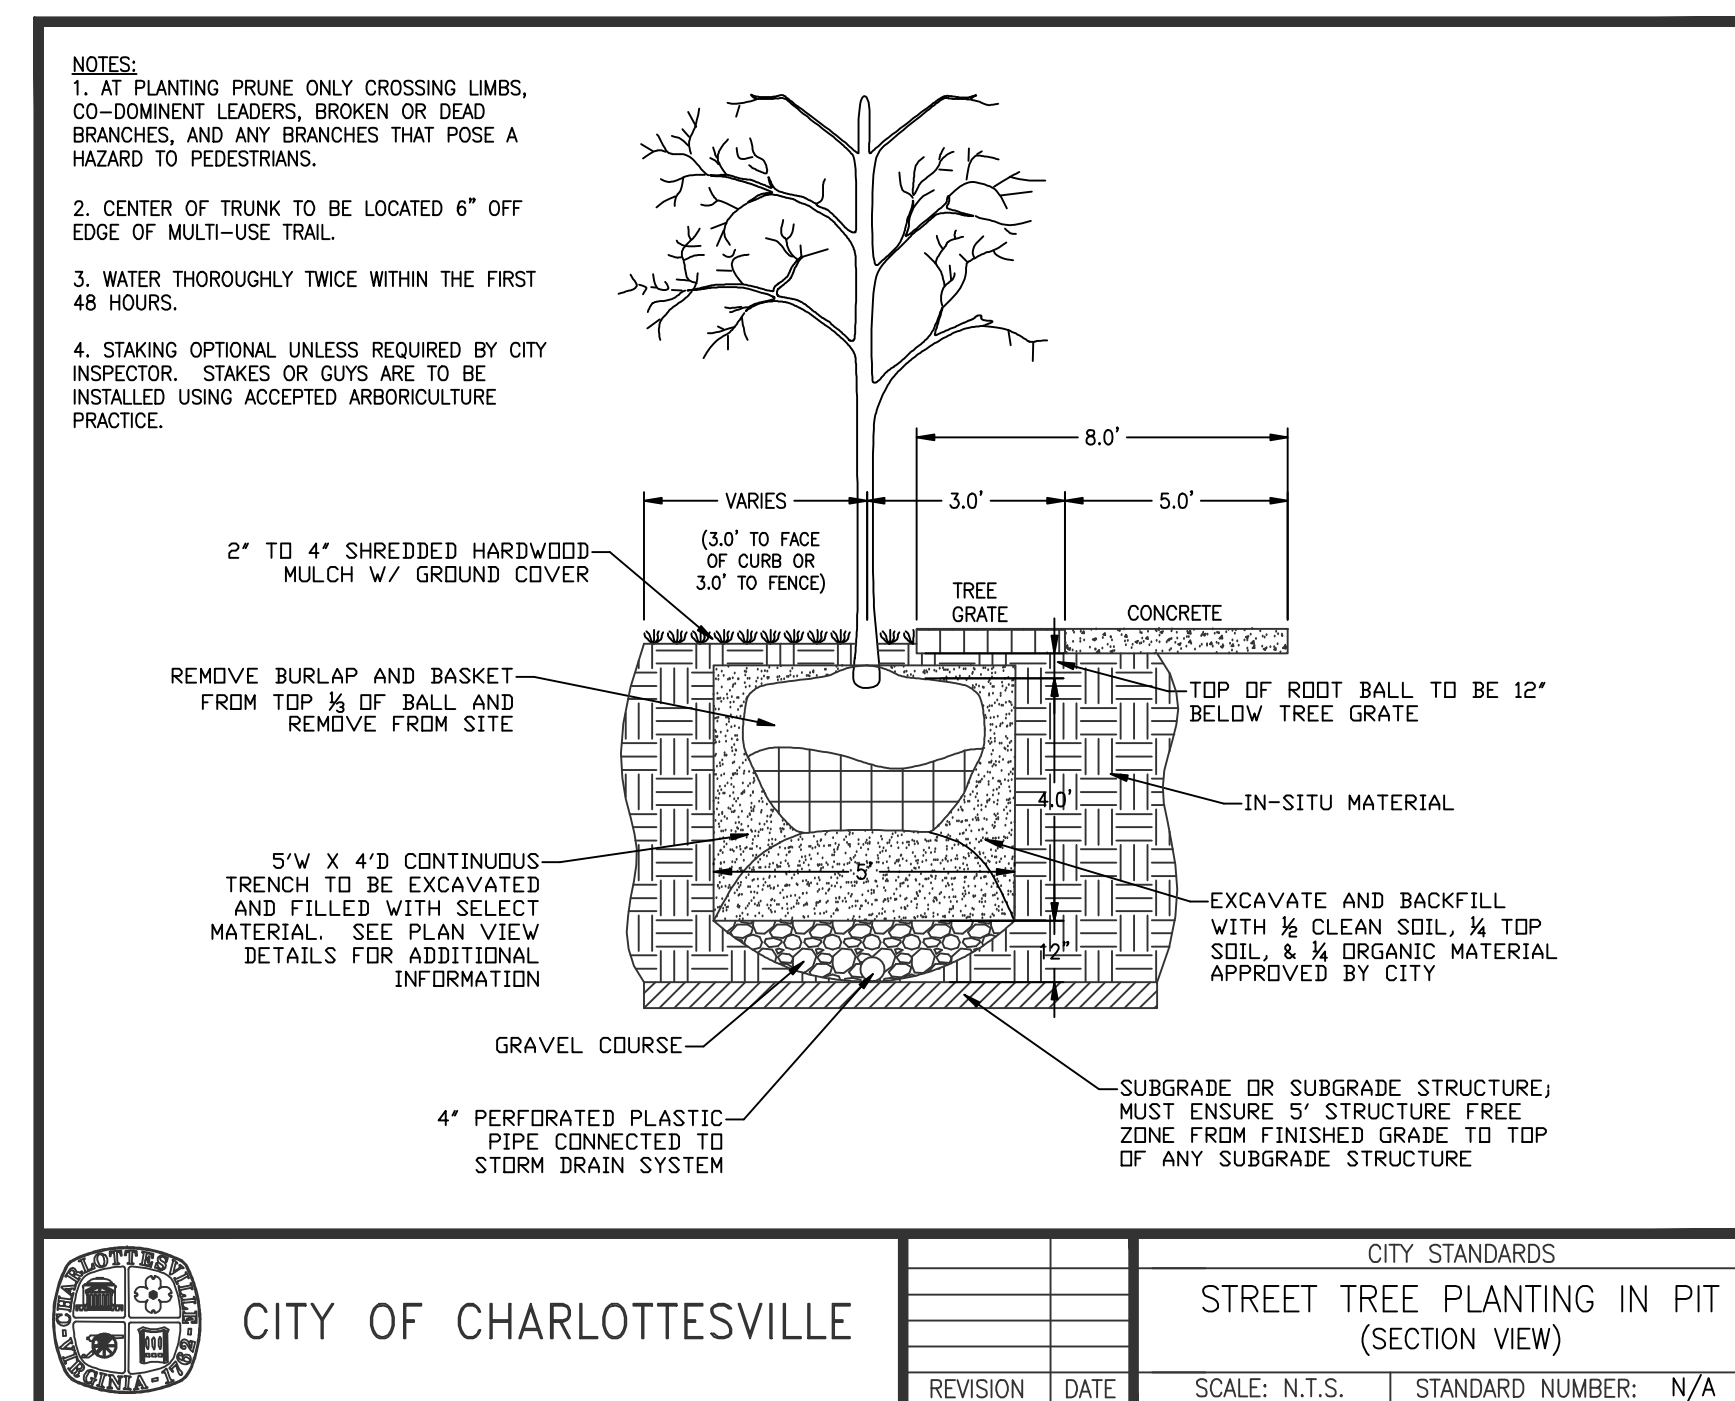 NOTES:
1. AT PLANTING PRUNE ONLY CROSSING LIMBS,
CO-DOMINENT LEADERS, BROKEN OR DEAD
BRANCHES, AND ANY BRANCHES THAT POSE A
HAZARD TO PEDESTRIANS.
2. CENTER OF TRUNK TO BE LOCATED 6" OFF
EDGE OF MULTI-USE TRAIL.
3. WATER THOROUGHLY TWICE WITHIN THE FIRST
48 HOURS.
4. STAKING OPTIONAL UNLESS REQUIRED BY CITY
INSPECTOR. STAKES OR GUYS ARE TO BE
INSTALLED USING ACCEPTED ARBORICULTURE
PRACTICE.
8.0'
VARIES
3.0'
5.0'
(3.0' TO FACE
OF CURB OR
3.0' TO FENCE)
2" TO 4" SHREDDED HARDWOOD
MULCH W/ GROUND COVER
TREE
GRATE
CONCRETE
REMOVE BURLAP AND BASKET
FROM TOP ⅓ OF BALL AND
REMOVE FROM SITE
TOP OF ROOT BALL TO BE 12"
BELOW TREE GRATE
4.0'
IN-SITU MATERIAL
5'W X 4'D CONTINUOUS
TRENCH TO BE EXCAVATED
AND FILLED WITH SELECT
MATERIAL. SEE PLAN VIEW
DETAILS FOR ADDITIONAL
INFORMATION
5'
EXCAVATE AND BACKFILL
WITH ½ CLEAN SOIL, ¼ TOP
SOIL, & ¼ ORGANIC MATERIAL
APPROVED BY CITY
12"
GRAVEL COURSE
4" PERFORATED PLASTIC
PIPE CONNECTED TO
STORM DRAIN SYSTEM
SUBGRADE OR SUBGRADE STRUCTURE;
MUST ENSURE 5' STRUCTURE FREE
ZONE FROM FINISHED GRADE TO TOP
OF ANY SUBGRADE STRUCTURE
CHARLOTTESVILLE
VIRGINIA-1762
CITY OF CHARLOTTESVILLE
REVISION
DATE
CITY STANDARDS
STREET TREE PLANTING IN PIT
(SECTION VIEW)
SCALE: N.T.S.
STANDARD NUMBER: N/A